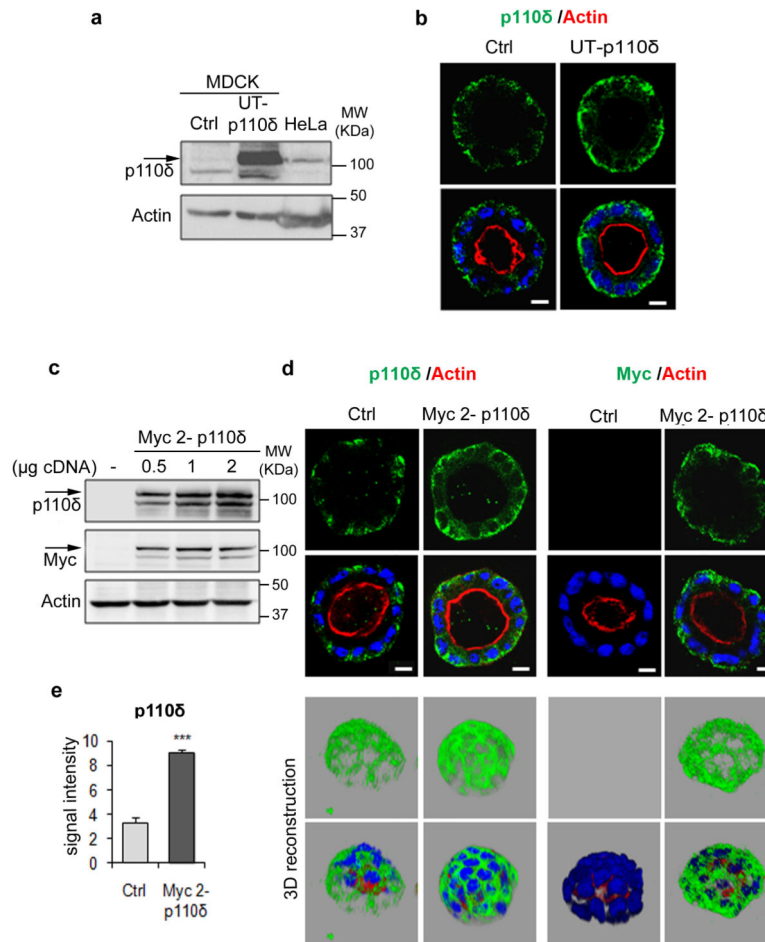 a
MDCK
Ctrl
UT-
p110δ
HeLa
MW
(KDa)
p110δ
100
Actin
50
37
b
p110δ /Actin
Ctrl
UT-p110δ
c
Myc 2- p110δ
MW
(KDa)
(µg cDNA)
-
0.5
1
2
p110δ
100
Myc
100
Actin
50
37
d
p110δ /Actin
Myc /Actin
Ctrl
Myc 2- p110δ
Ctrl
Myc 2- p110δ
3D reconstruction
e
p110δ
signal intensity
10
8
6
4
2
0
***
Ctrl
Myc 2-
p110δ